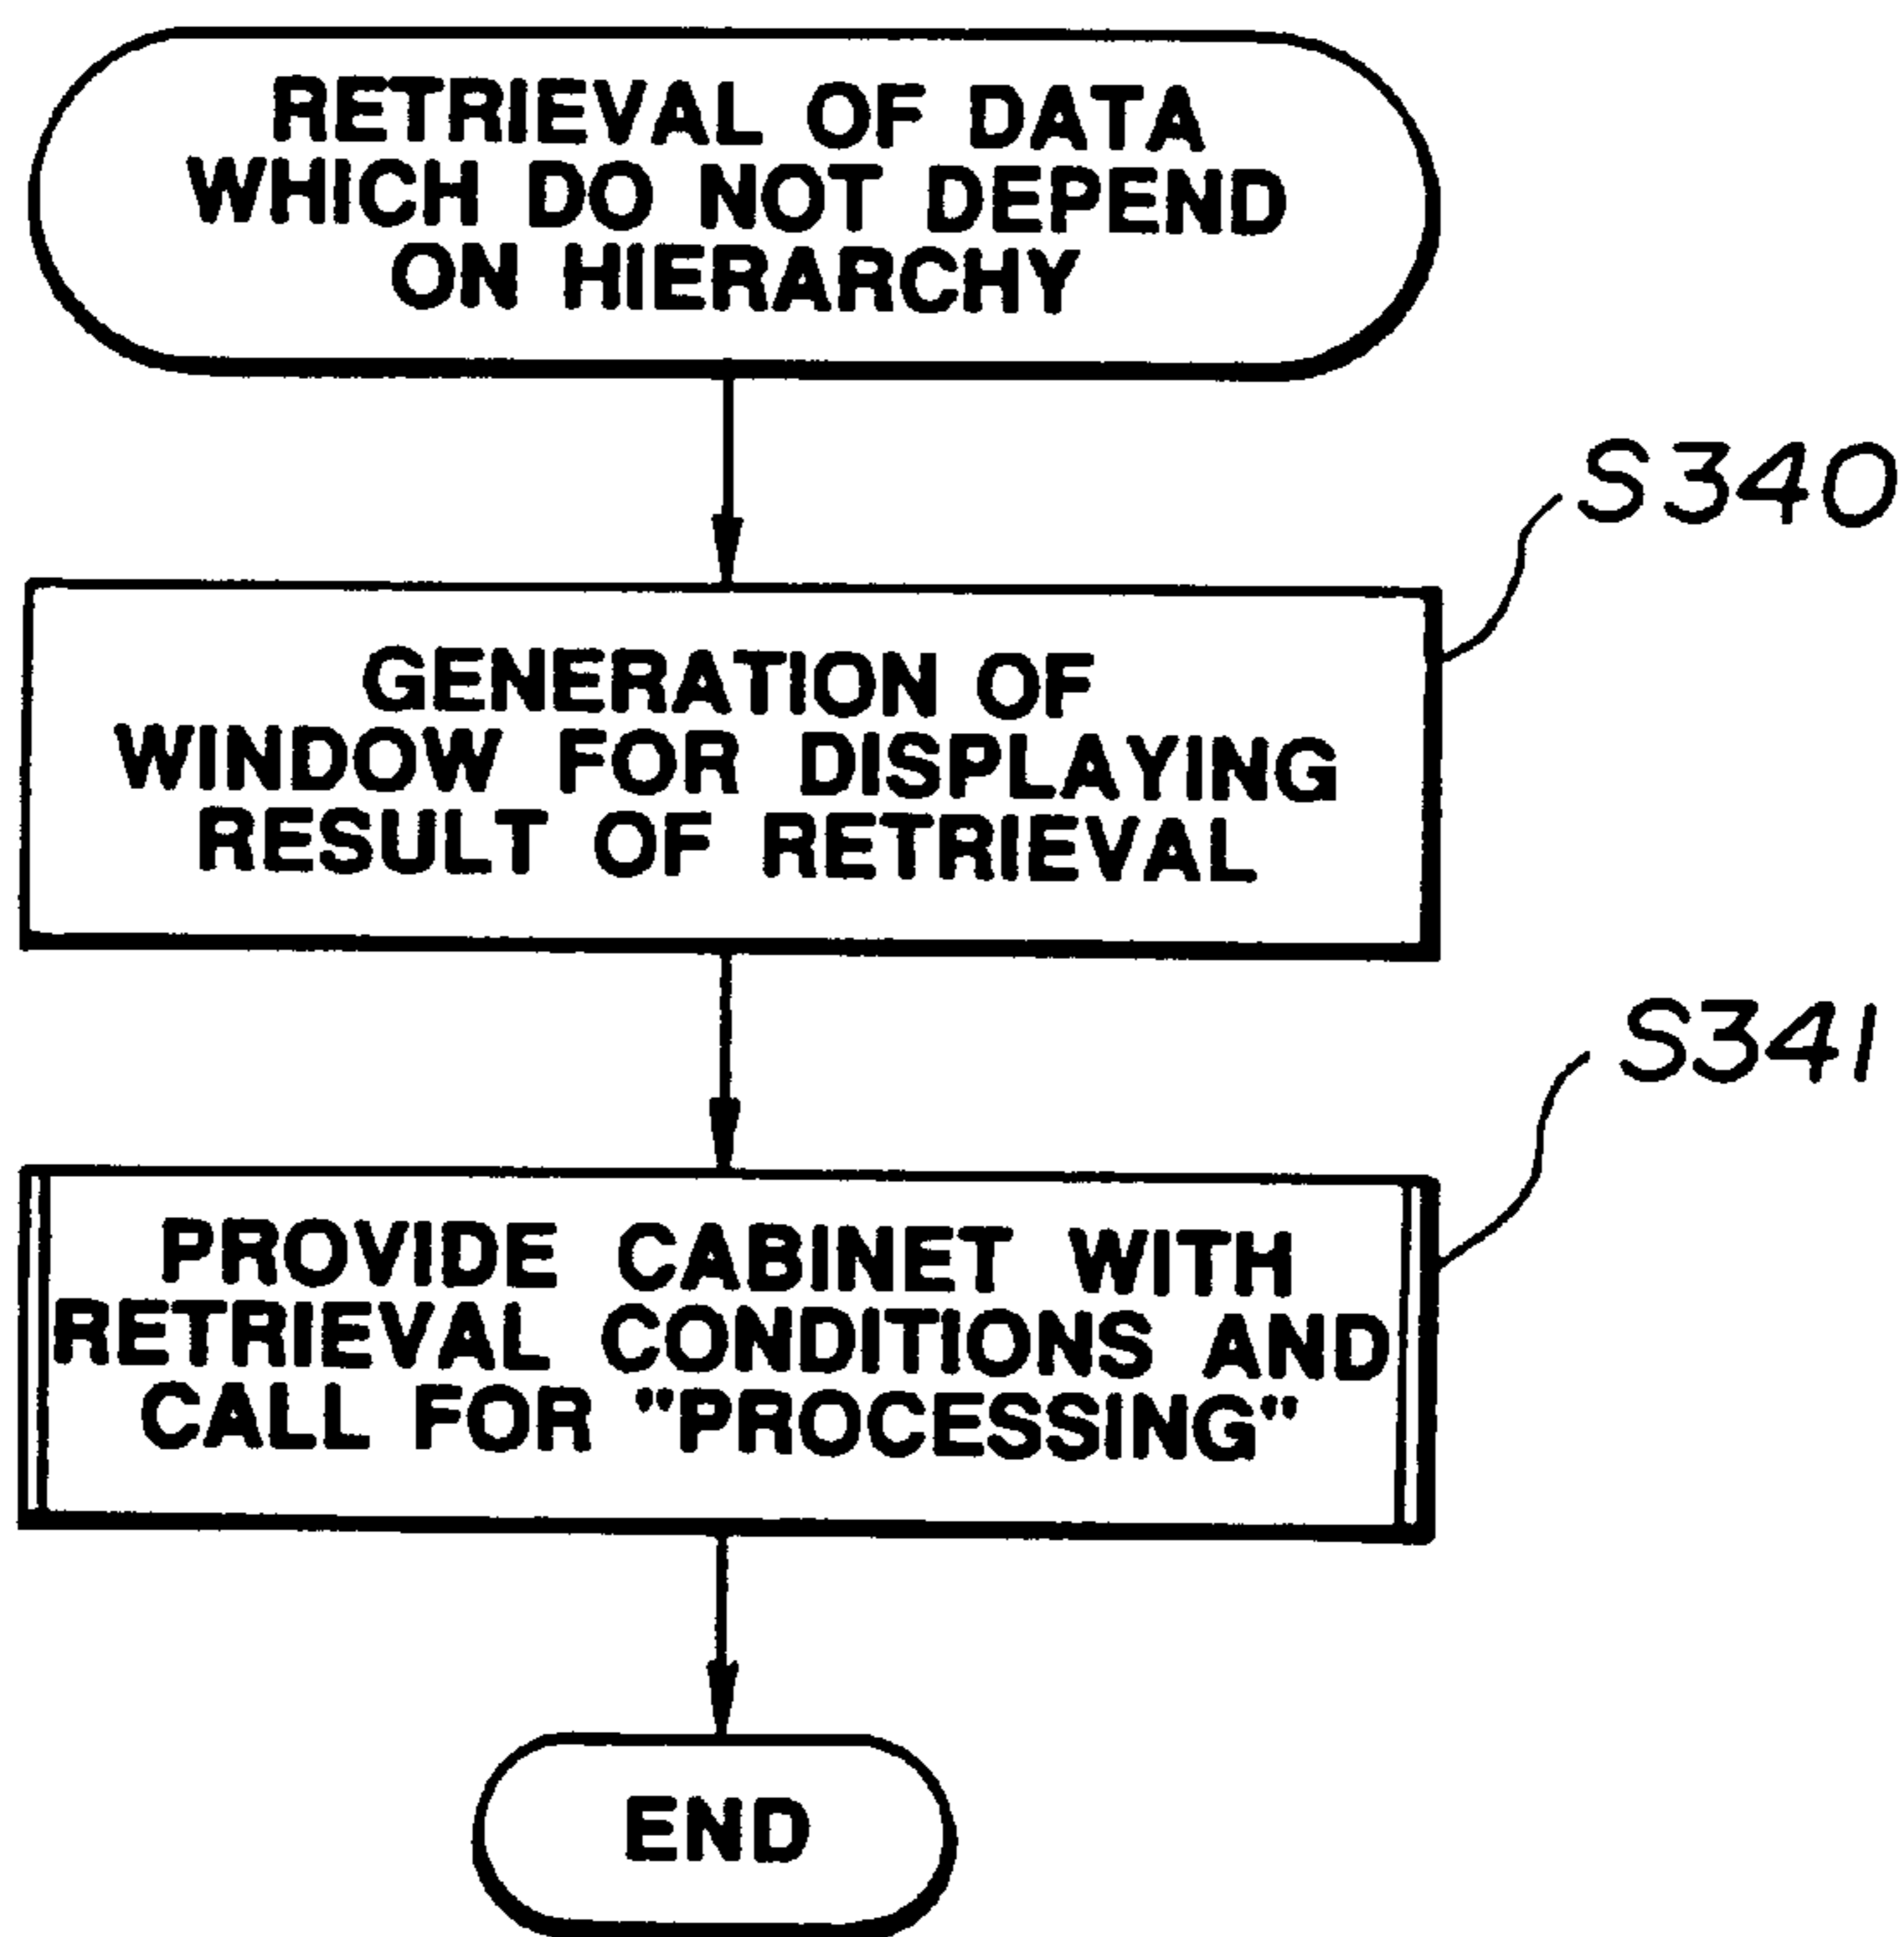 RETRIEVAL OF DATA
WHICH DO NOT DEPEND
ON HIERARCHY
S340
GENERATION OF
WINDOW FOR DISPLAYING
RESULT OF RETRIEVAL
S341
PROVIDE CABINET WITH
RETRIEVAL CONDITIONS AND
CALL FOR "PROCESSING"
END